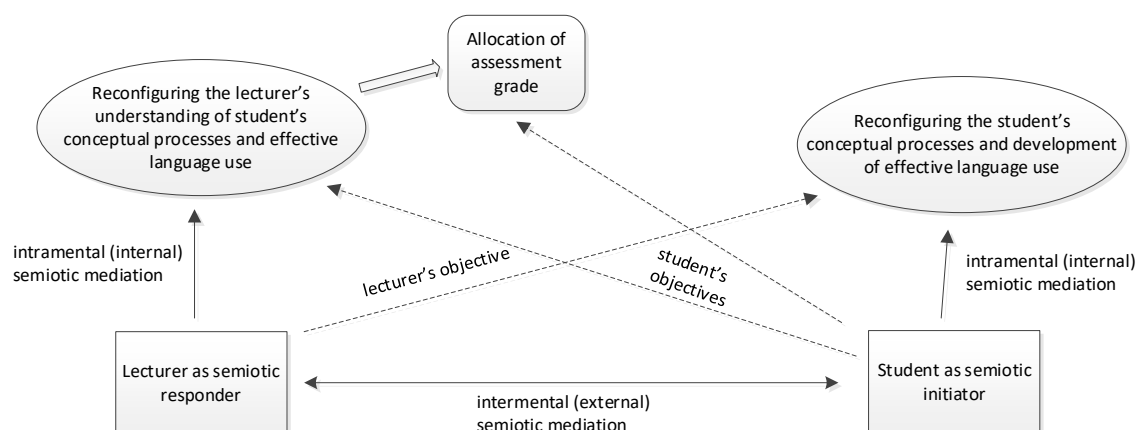 Allocation of
assessment
grade
Reconfiguring the lecturer's
understanding of student's
conceptual processes and effective
language use
Reconfiguring the student's
conceptual processes and development
of effective language use
intramental (internal)
semiotic mediation
lecturer's objective
student's
objectives
intramental (internal)
semiotic mediation
Lecturer as semiotic
responder
Student as semiotic
initiator
intermental (external)
semiotic mediation